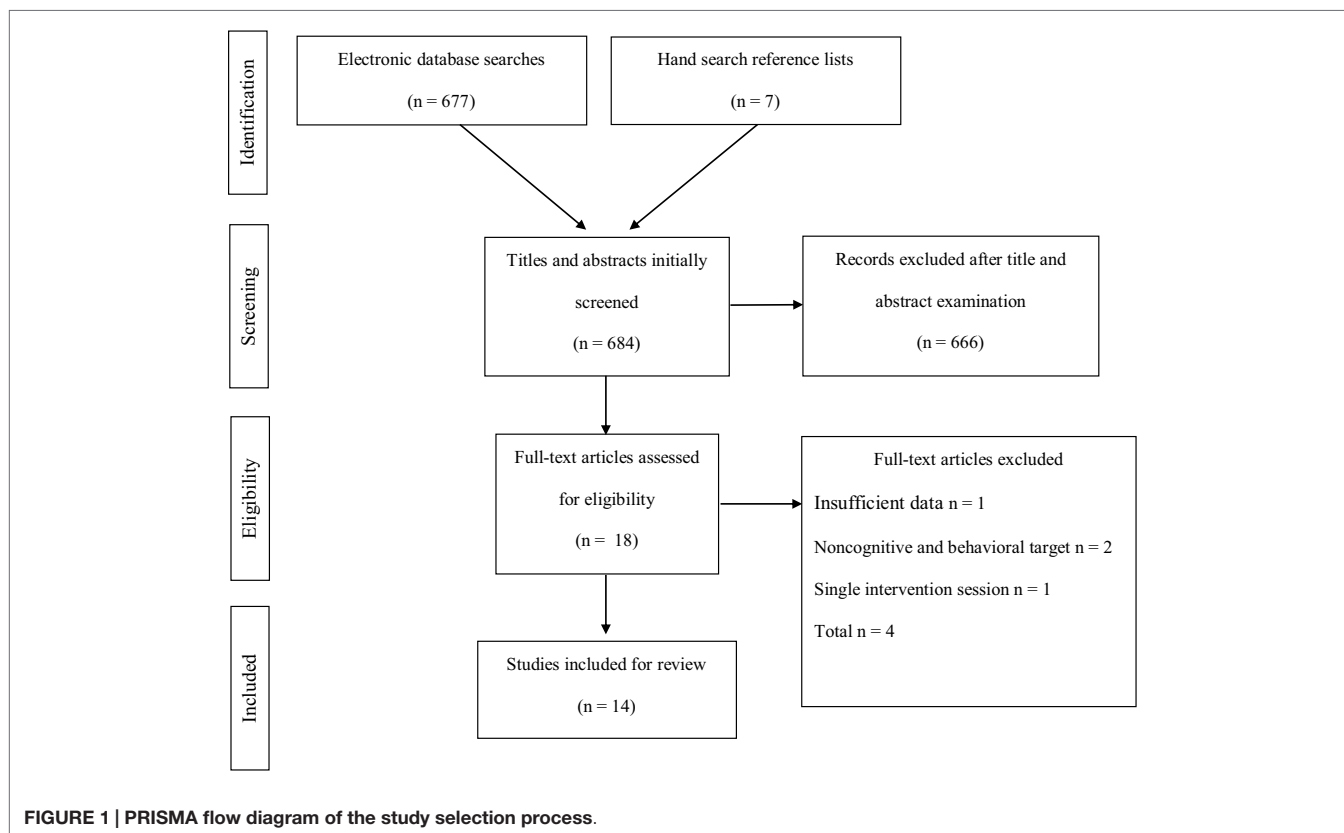 Identification
Electronic database searches
(n = 677)
Hand search reference lists
(n = 7)
Screening
Titles and abstracts initially
screened
(n = 684)
Records excluded after title and
abstract examination
(n = 666)
Eligibility
Full-text articles assessed
for eligibility
(n = 18)
Full-text articles excluded
Insufficient data n = 1
Noncognitive and behavioral target n = 2
Single intervention session n = 1
Total n = 4
Included
Studies included for review
(n = 14)
FIGURE 1 | PRISMA flow diagram of the study selection process.